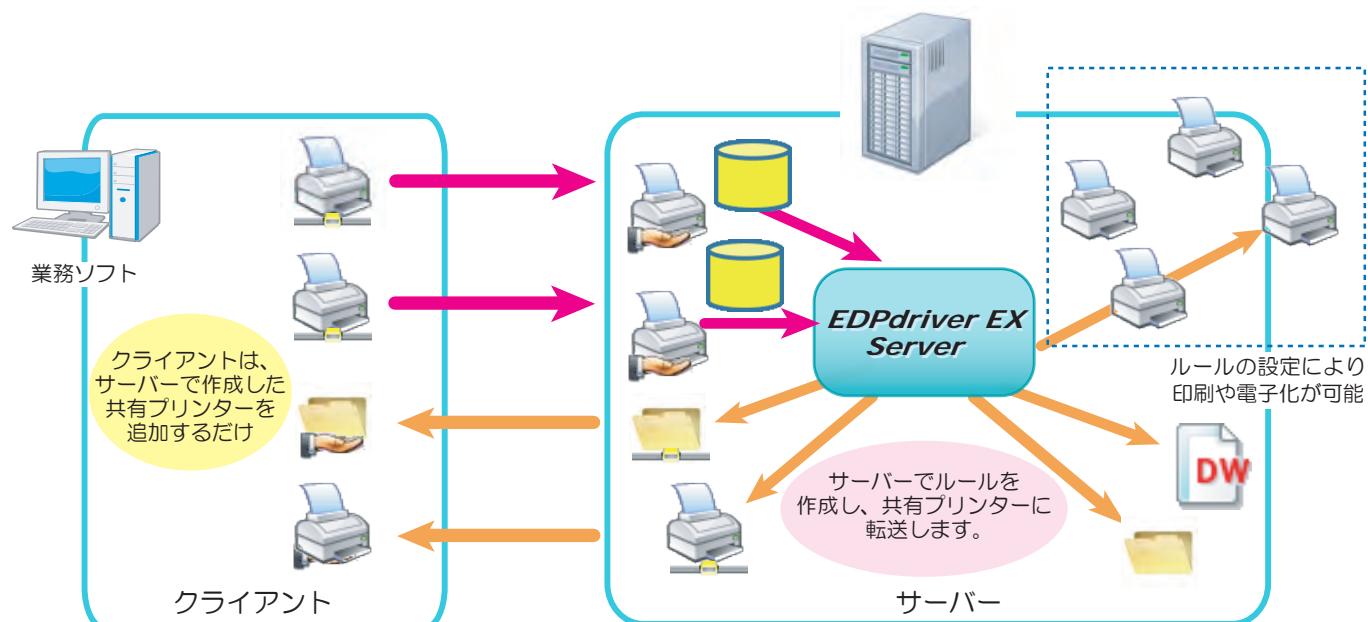 業務ソフト
クライアントは、
サーバーで作成した
共有プリンターを
追加するだけ
クライアント
EDPdriver EX
Server
ルールの設定により
印刷や電子化が可能
DW
サーバーでルールを
作成し、共有プリンターに
転送します。
サーバー